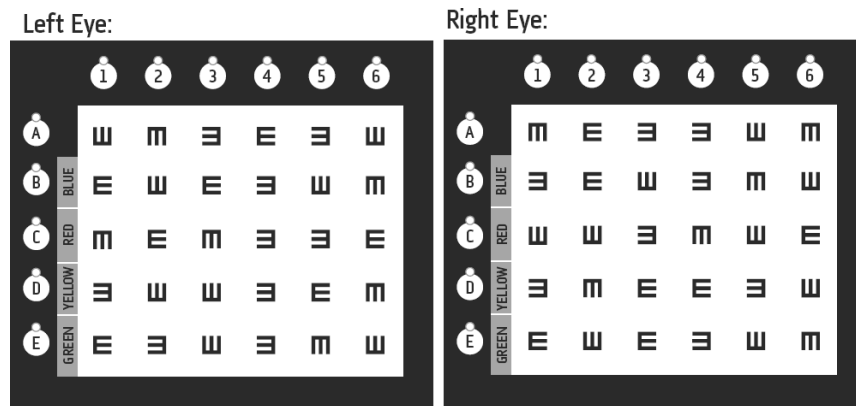 Left Eye:
1 2 3 4 5 6
A
B BLUE
C RED
D YELLOW
E GREEN
Right Eye:
1 2 3 4 5 6
A
B BLUE
C RED
D YELLOW
E GREEN